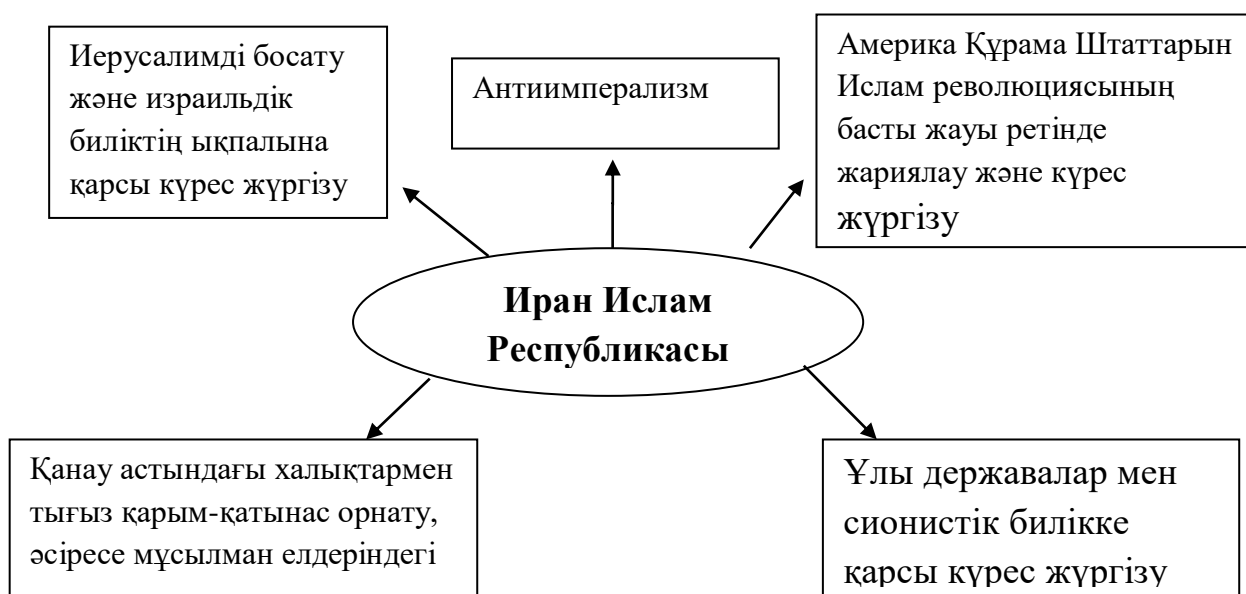 Иерусалимді босату
және израильдік
биліктің ықпалына
қарсы күрес жүргізу
Антиимперализм
Америка Құрама Штаттарын
Ислам революциясының
басты жауы ретінде
жариялау және күрес
жүргізу
Иран Ислам
Республикасы
Қанау астындағы халықтармен
тығыз қарым-қатынас орнату,
әсіресе мұсылман елдеріндегі
Ұлы державалар мен
сионистік билікке
қарсы күрес жүргізу